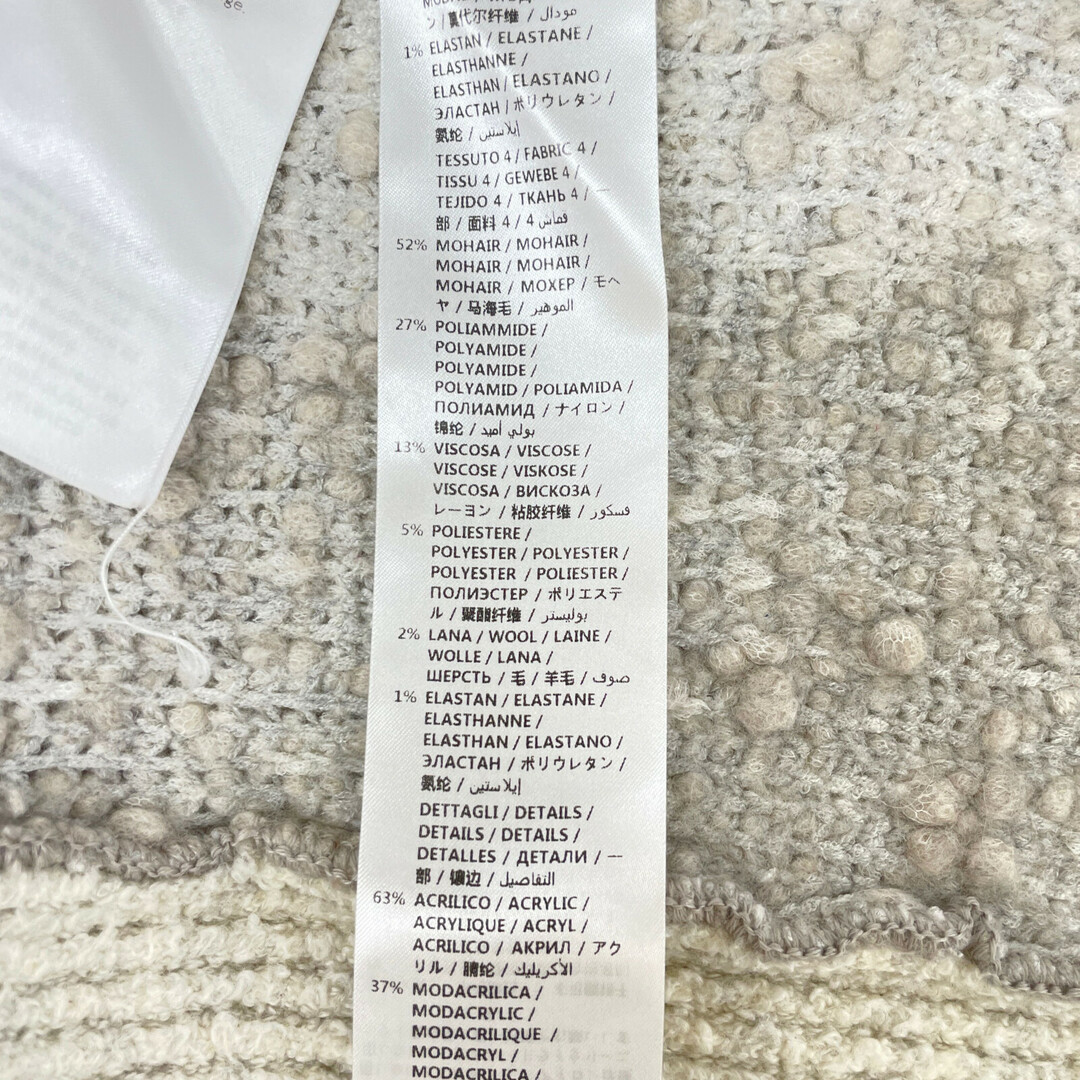 ン / 莫代尔纤维 / مودال
1% ELASTAN / ELASTANE /
ELASTHANNE /
ELASTHAN / ELASTANO /
ЭЛАСТАН / ポリウレタン /
氨纶 / إيلاستين
TESSUTO 4 / FABRIC 4 /
TISSU 4 / GEWEBE 4 /
TEJIDO 4 / ТКАНЬ 4 / 一
部 / 面料 4 / 4 قماش
52% MOHAIR / MOHAIR /
MOHAIR / MOHAIR /
MOHAIR / МОХЕР / モヘ
ヤ / 马海毛 / الموهير
27% POLIAMMIDE /
POLYAMIDE /
POLYAMIDE /
POLYAMID / POLIAMIDA /
ПОЛИАМИД / ナイロン /
锦纶 / بولي أميد
13% VISCOSA / VISCOSE /
VISCOSE / VISKOSE /
VISCOSA / ВИСКОЗА /
レーヨン / 粘胶纤维 / فسكور
5% POLIESTERE /
POLYESTER / POLYESTER /
POLYESTER / POLIESTER /
ПОЛИЭСТЕР / ポリエステ
ル / 聚酯纤维 / بوليستر
2% LANA / WOOL / LAINE /
WOLLE / LANA /
ШЕРСТЬ / 毛 / 羊毛 / صوف
1% ELASTAN / ELASTANE /
ELASTHANNE /
ELASTHAN / ELASTANO /
ЭЛАСТАН / ポリウレタン /
氨纶 / إيلاستين
DETTAGLI / DETAILS /
DETAILS / DETAILS /
DETALLES / ДЕТАЛИ / 一
部 / 镶边 / التفاصيل
63% ACRILICO / ACRYLIC /
ACRYLIQUE / ACRYL /
ACRILICO / АКРИЛ / アク
リル / 腈纶 / الأكريليك
37% MODACRILICA /
MODACRYLIC /
MODACRILIQUE /
MODACRYL /
MODACRILICA /